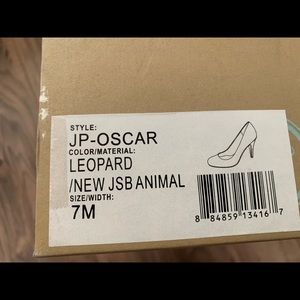 STYLE:
JP-OSCAR
COLOR/MATERIAL:
LEOPARD
/NEW JSB ANIMAL
SIZE/WIDTH:
7M
8 84859 13416 7